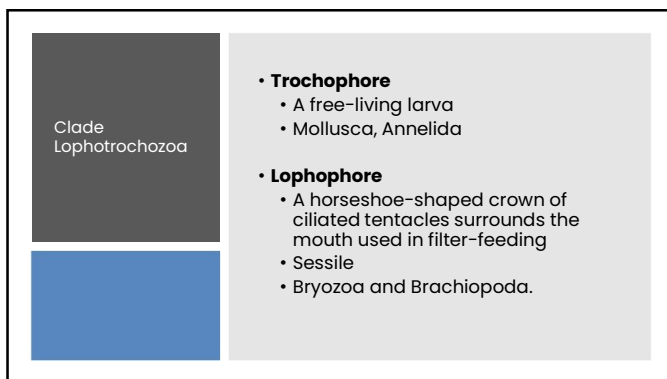 Clade
Lophotrochozoa
• Trochophore
• A free-living larva
• Mollusca, Annelida
• Lophophore
• A horseshoe-shaped crown of
ciliated tentacles surrounds the
mouth used in filter-feeding
• Sessile
• Bryozoa and Brachiopoda.